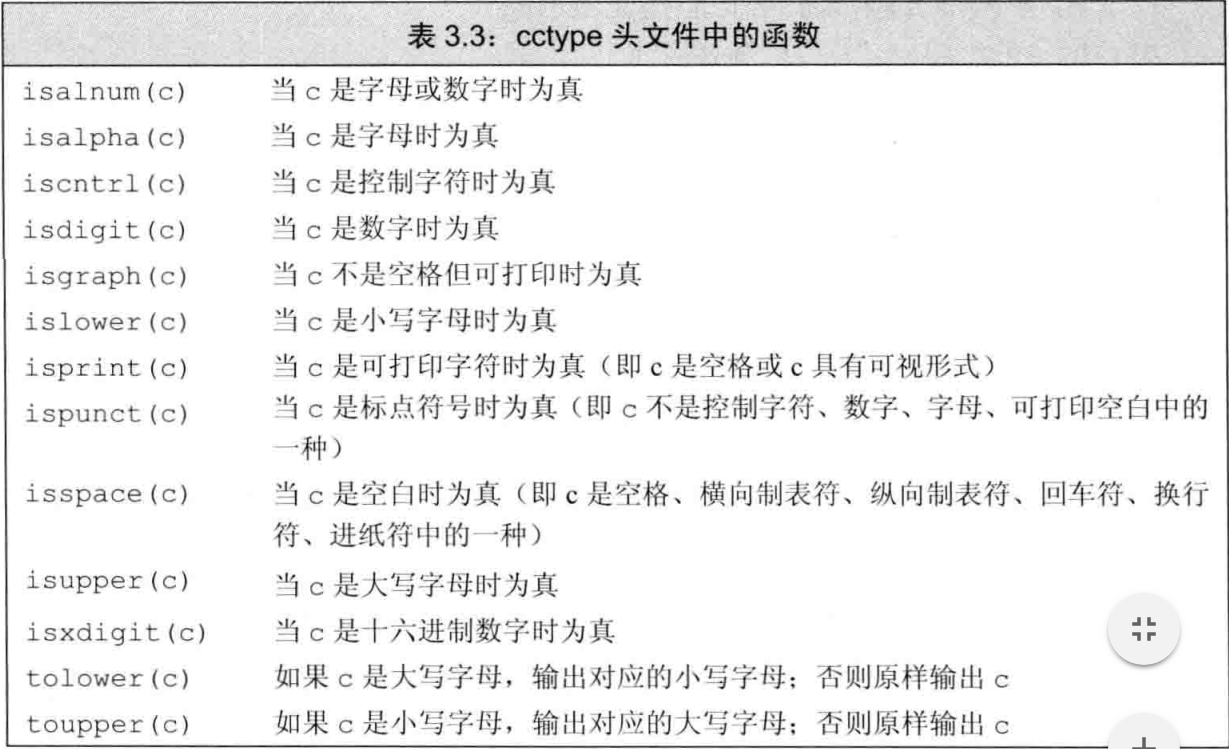 表 3.3：cctype 头文件中的函数
isalnum(c) 当 c 是字母或数字时为真
isalpha(c) 当 c 是字母时为真
iscntrl(c) 当 c 是控制字符时为真
isdigit(c) 当 c 是数字时为真
isgraph(c) 当 c 不是空格但可打印时为真
islower(c) 当 c 是小写字母时为真
isprint(c) 当 c 是可打印字符时为真（即 c 是空格或 c 具有可视形式）
ispunct(c) 当 c 是标点符号时为真（即 c 不是控制字符、数字、字母、可打印空白中的
一种）
isspace(c) 当 c 是空白时为真（即 c 是空格、横向制表符、纵向制表符、回车符、换行
符、进纸符中的一种）
isupper(c) 当 c 是大写字母时为真
isxdigit(c) 当 c 是十六进制数字时为真
tolower(c) 如果 c 是大写字母，输出对应的小写字母；否则原样输出 c
toupper(c) 如果 c 是小写字母，输出对应的大写字母；否则原样输出 c